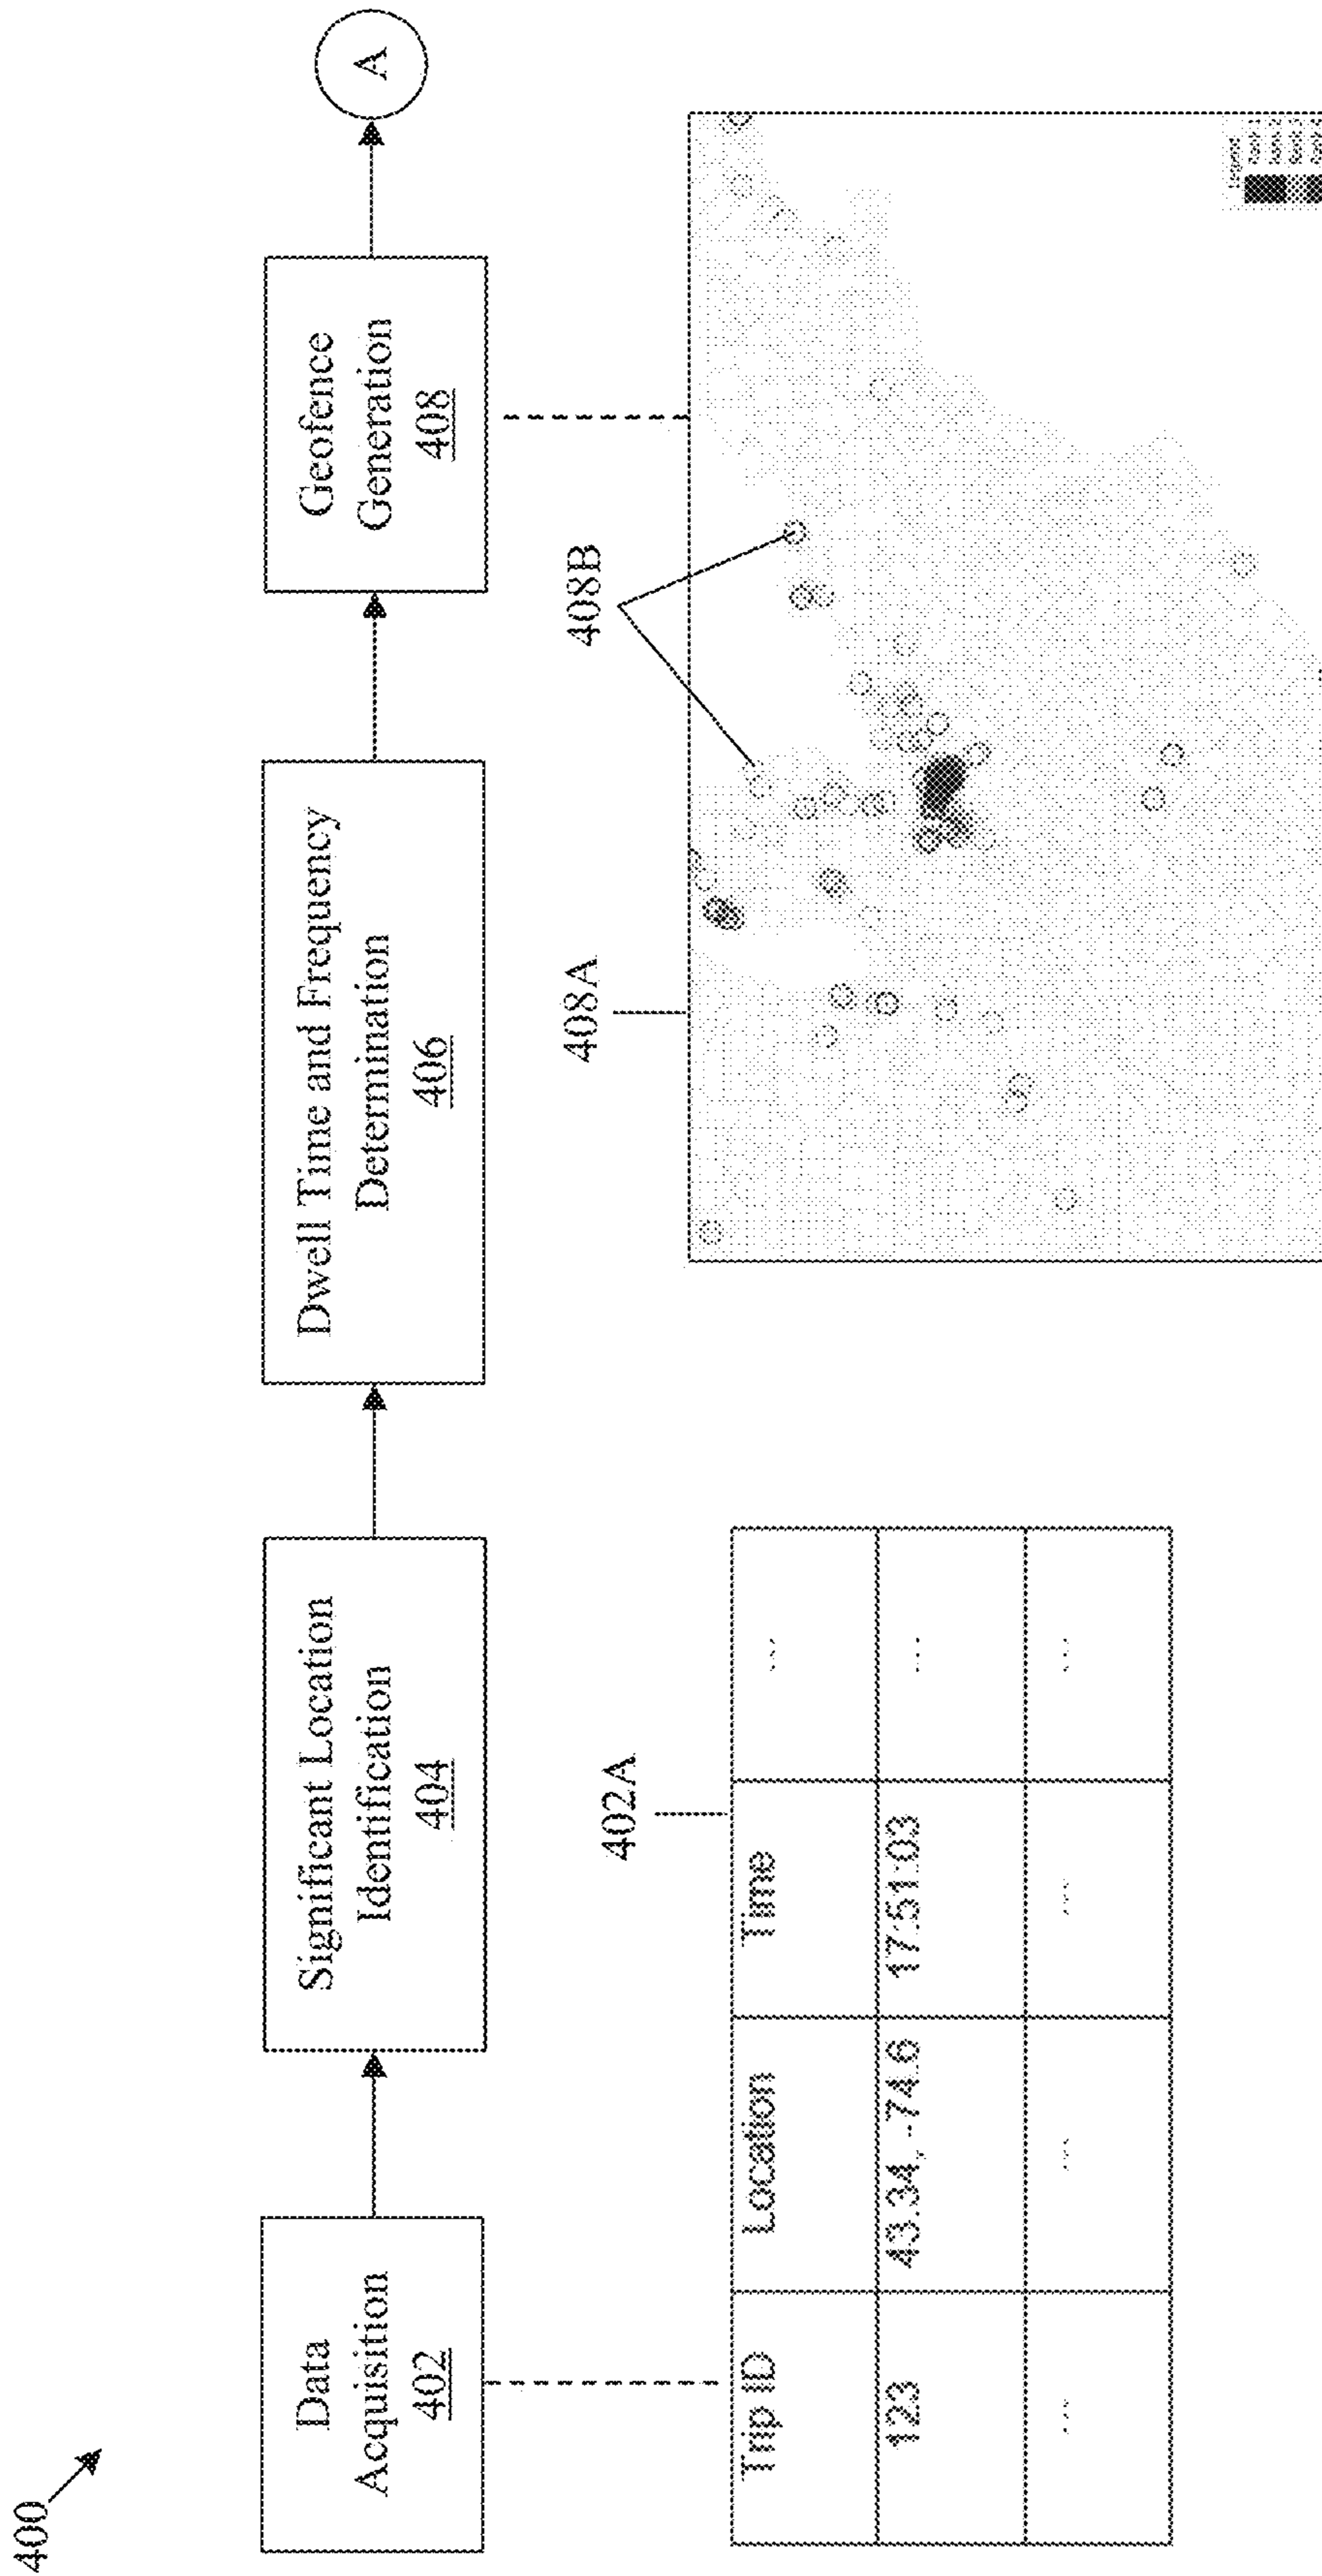 400
Data
Acquisition
402
Significant Location
Identification
404
Dwell Time and Frequency
Determination
406
Geofence
Generation
408
A
402A
408A
408B
Trip ID Location Time ...
123 43.34, -74.6 17:51:03 ...
... ... ... ...